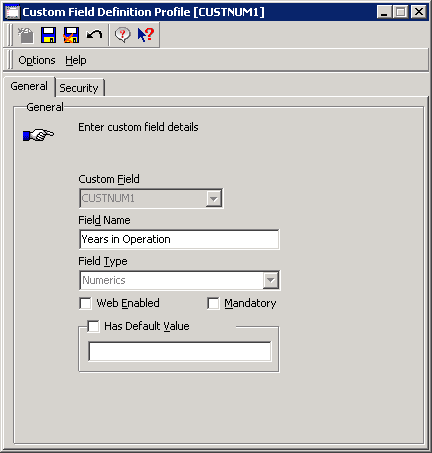 Custom Field Definition Profile [CUSTNUM1]
Options Help
General Security
General
Enter custom field details
Custom Field
CUSTNUM1
Field Name
Years in Operation
Field Type
Numerics
Web Enabled Mandatory
Has Default Value